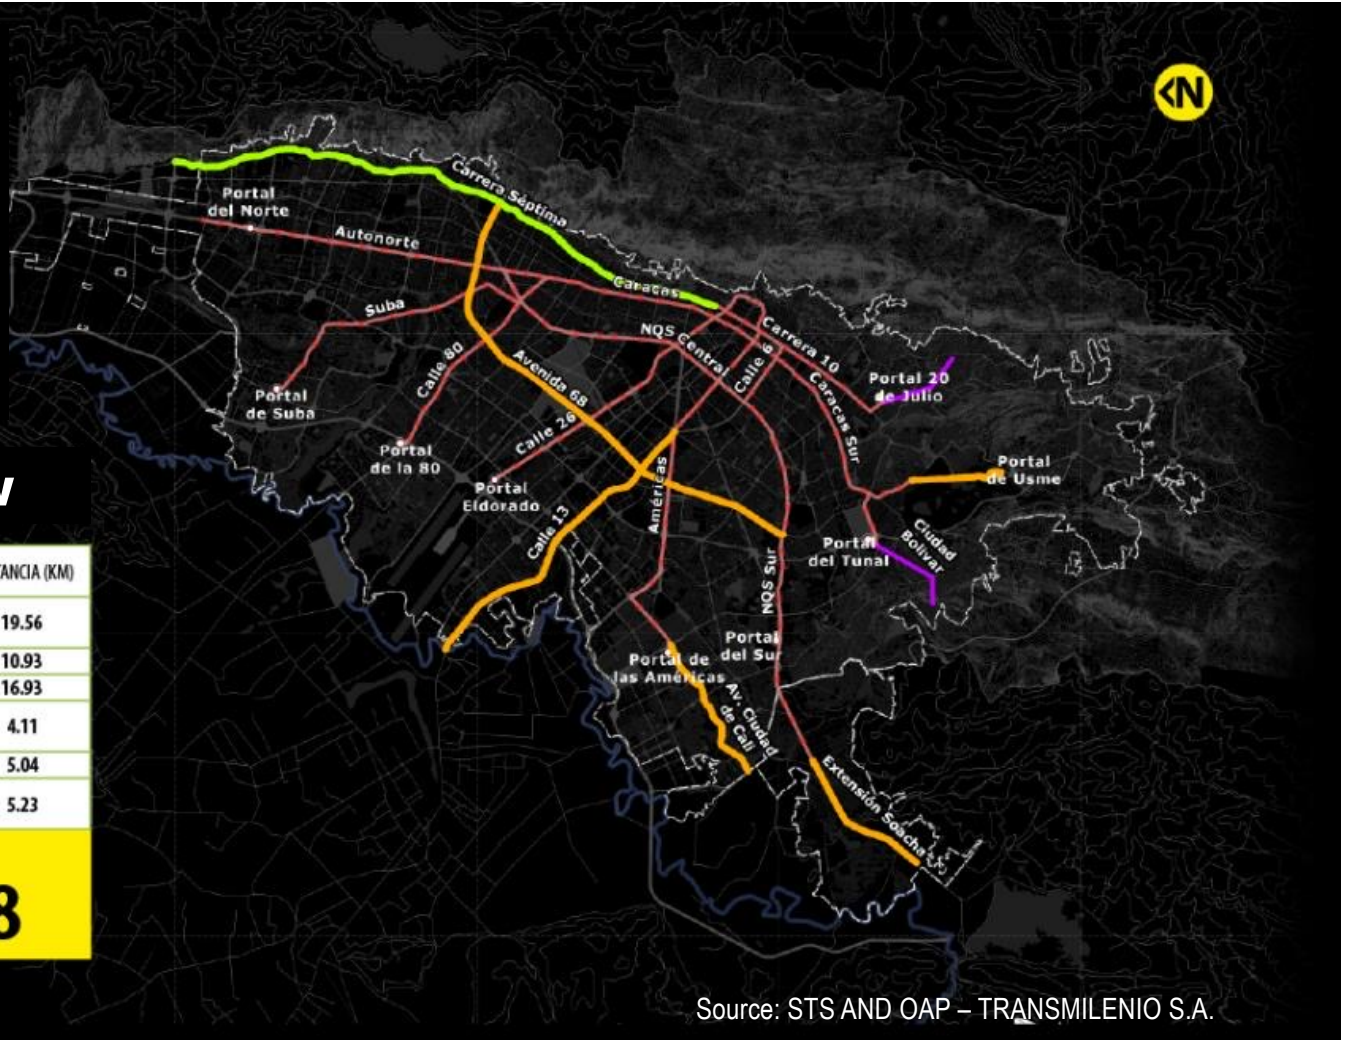 N
Carrera Séptima
Portal
del Norte
Autonorte
Caracas
Suba
NQS Central
Carrera 10
Calle 6
Calle 80
Avenida 68
Portal 20
de Julio
Caracas Sur
Portal
de Suba
Calle 26
Portal
de la 80
Portal
de Usme
Portal
Eldorado
Américas
Calle 13
Ciudad
Bolívar
Portal
del Tunal
NQS Sur
Portal
del Sur
Portal de
las Américas
Av. Ciudad
de Cali
Extensión Soacha
TANCIA (KM)
19.56
10.93
16.93
4.11
5.04
5.23
8
Source: STS AND OAP – TRANSMILENIO S.A.